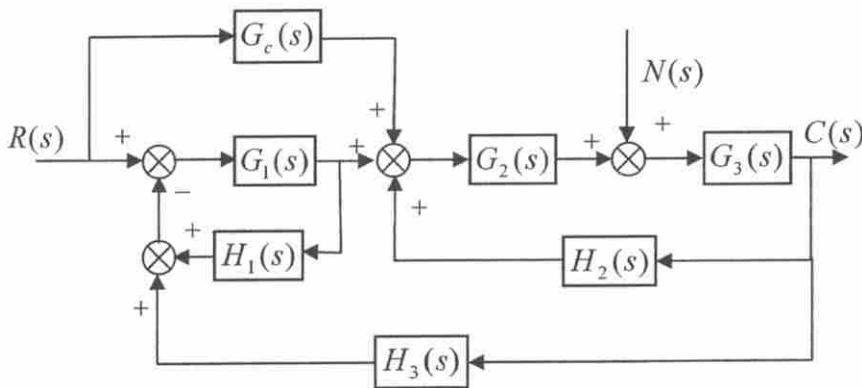 G_c(s)
N(s)
R(s)
+
+
+
+
+
C(s)
G_1(s)
G_2(s)
G_3(s)
−
+
+
H_1(s)
H_2(s)
+
H_3(s)